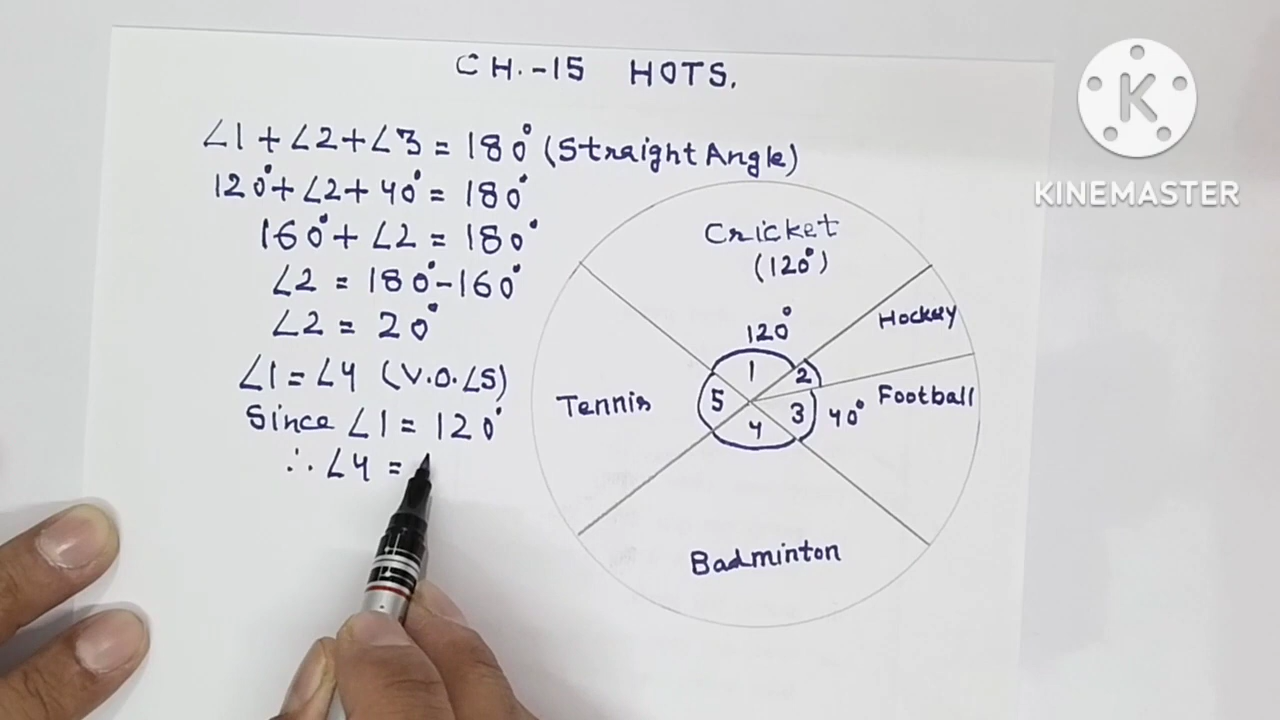 CH.-15 HOTS.
∠1+∠2+∠3 = 180° (Straight Angle)
120°+∠2+40° = 180°
160°+∠2 = 180°
∠2 = 180°-160°
∠2 = 20°
∠1 = ∠4 (V.O.∠S)
Since ∠1 = 120°
∴ ∠4 =
Cricket
(120°)
120°
Hockey
1
2
Tennis
5
3
40°
Football
4
Badminton
K
KINEMASTER